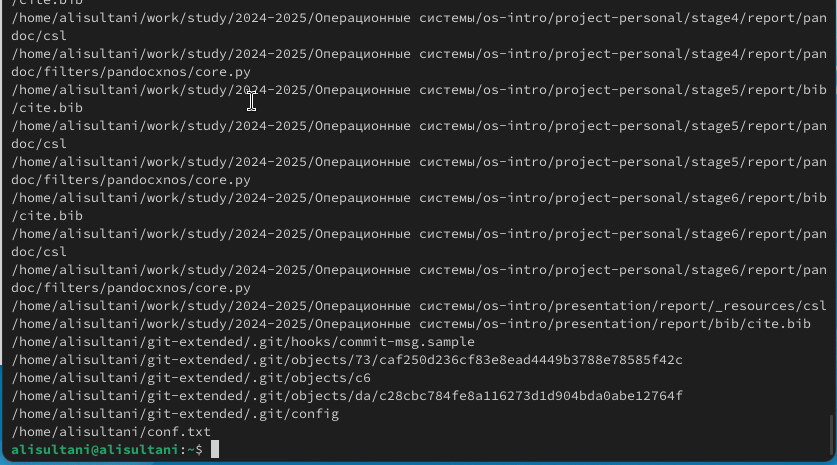 /cite.bib
/home/alisultani/work/study/2024-2025/Операционные системы/os-intro/project-personal/stage4/report/pan
doc/csl
/home/alisultani/work/study/2024-2025/Операционные системы/os-intro/project-personal/stage4/report/pan
doc/filters/pandocxnos/core.py
/home/alisultani/work/study/2024-2025/Операционные системы/os-intro/project-personal/stage5/report/bib
/cite.bib
/home/alisultani/work/study/2024-2025/Операционные системы/os-intro/project-personal/stage5/report/pan
doc/csl
/home/alisultani/work/study/2024-2025/Операционные системы/os-intro/project-personal/stage5/report/pan
doc/filters/pandocxnos/core.py
/home/alisultani/work/study/2024-2025/Операционные системы/os-intro/project-personal/stage6/report/bib
/cite.bib
/home/alisultani/work/study/2024-2025/Операционные системы/os-intro/project-personal/stage6/report/pan
doc/csl
/home/alisultani/work/study/2024-2025/Операционные системы/os-intro/project-personal/stage6/report/pan
doc/filters/pandocxnos/core.py
/home/alisultani/work/study/2024-2025/Операционные системы/os-intro/presentation/report/_resources/csl
/home/alisultani/work/study/2024-2025/Операционные системы/os-intro/presentation/report/bib/cite.bib
/home/alisultani/git-extended/.git/hooks/commit-msg.sample
/home/alisultani/git-extended/.git/objects/73/caf250d236cf83e8ead4449b3788e78585f42c
/home/alisultani/git-extended/.git/objects/c6
/home/alisultani/git-extended/.git/objects/da/c28cbc784fe8a116273d1d904bda0abe12764f
/home/alisultani/git-extended/.git/config
/home/alisultani/conf.txt
alisultani@alisultani:~$